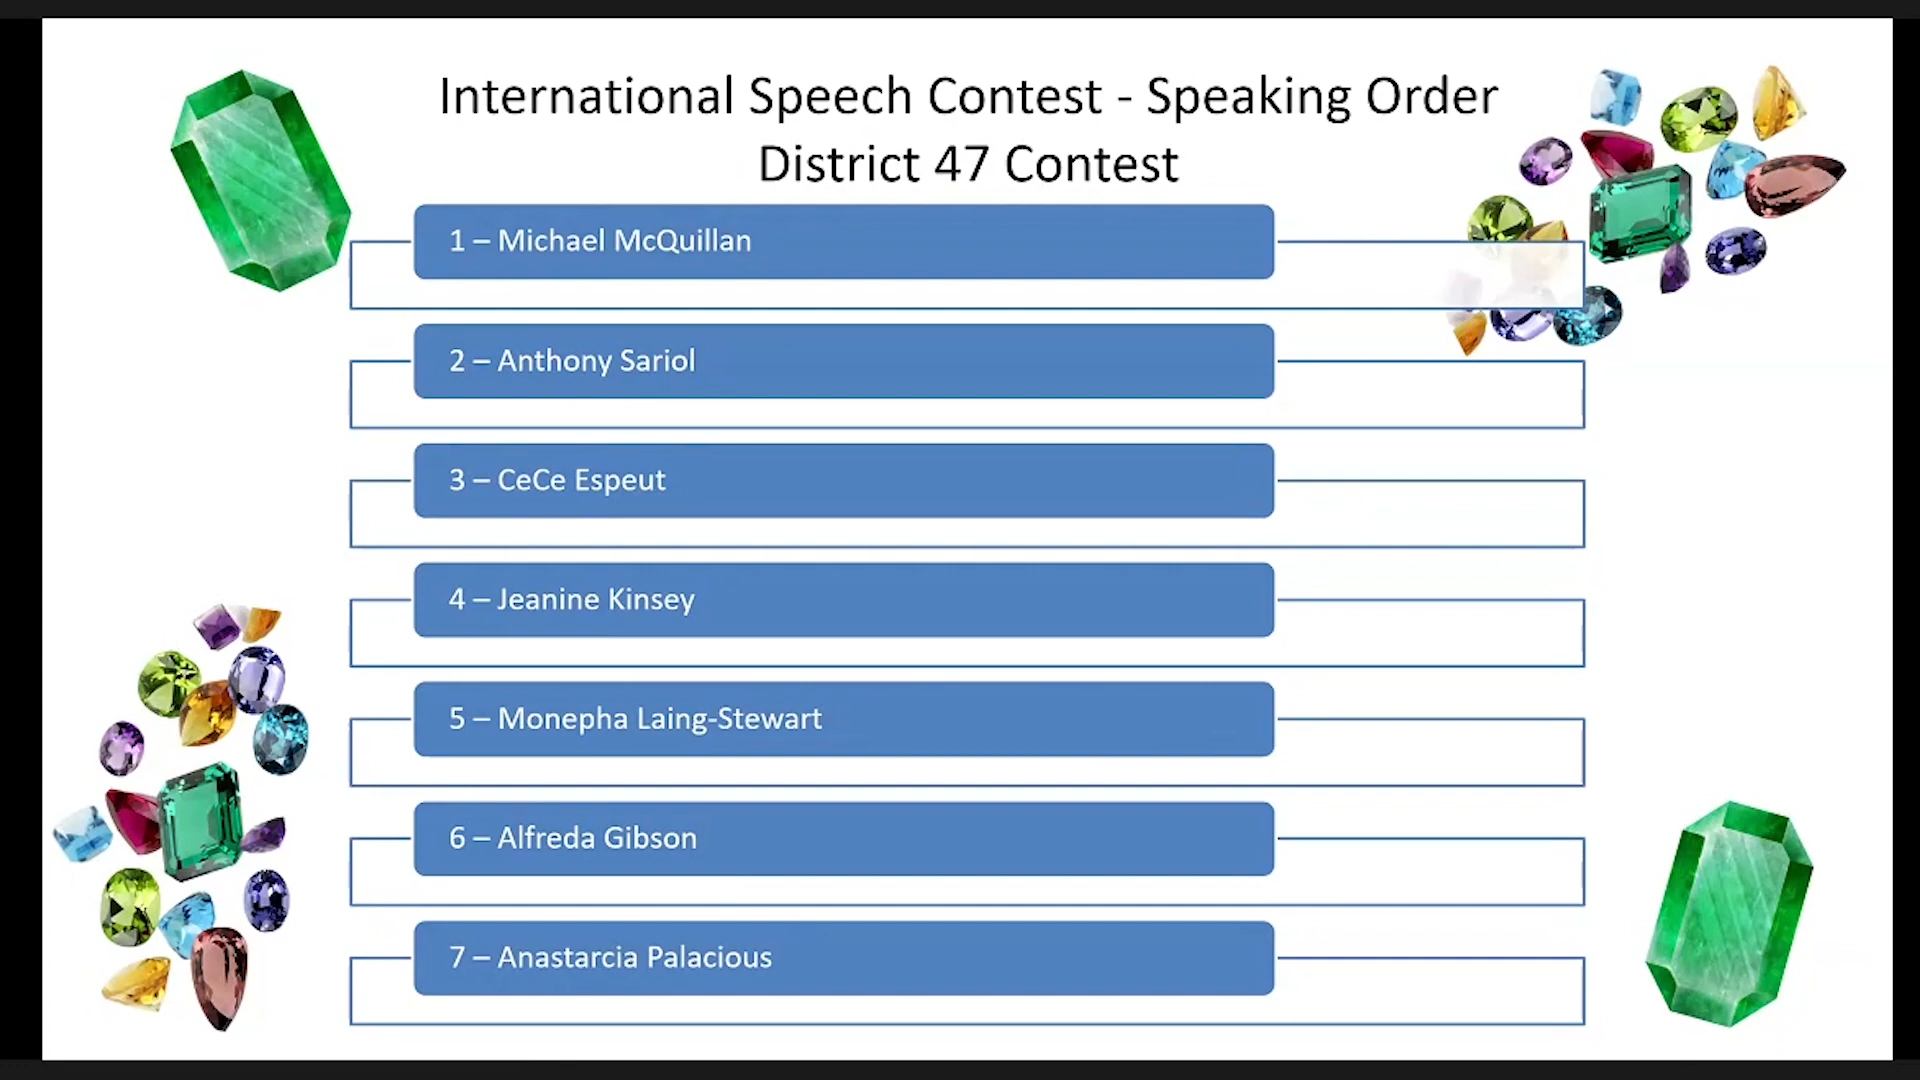 International Speech Contest - Speaking Order
District 47 Contest
1 – Michael McQuillan
2 – Anthony Sariol
3 – CeCe Espeut
4 – Jeanine Kinsey
5 – Monepha Laing-Stewart
6 – Alfreda Gibson
7 – Anastarcia Palacious